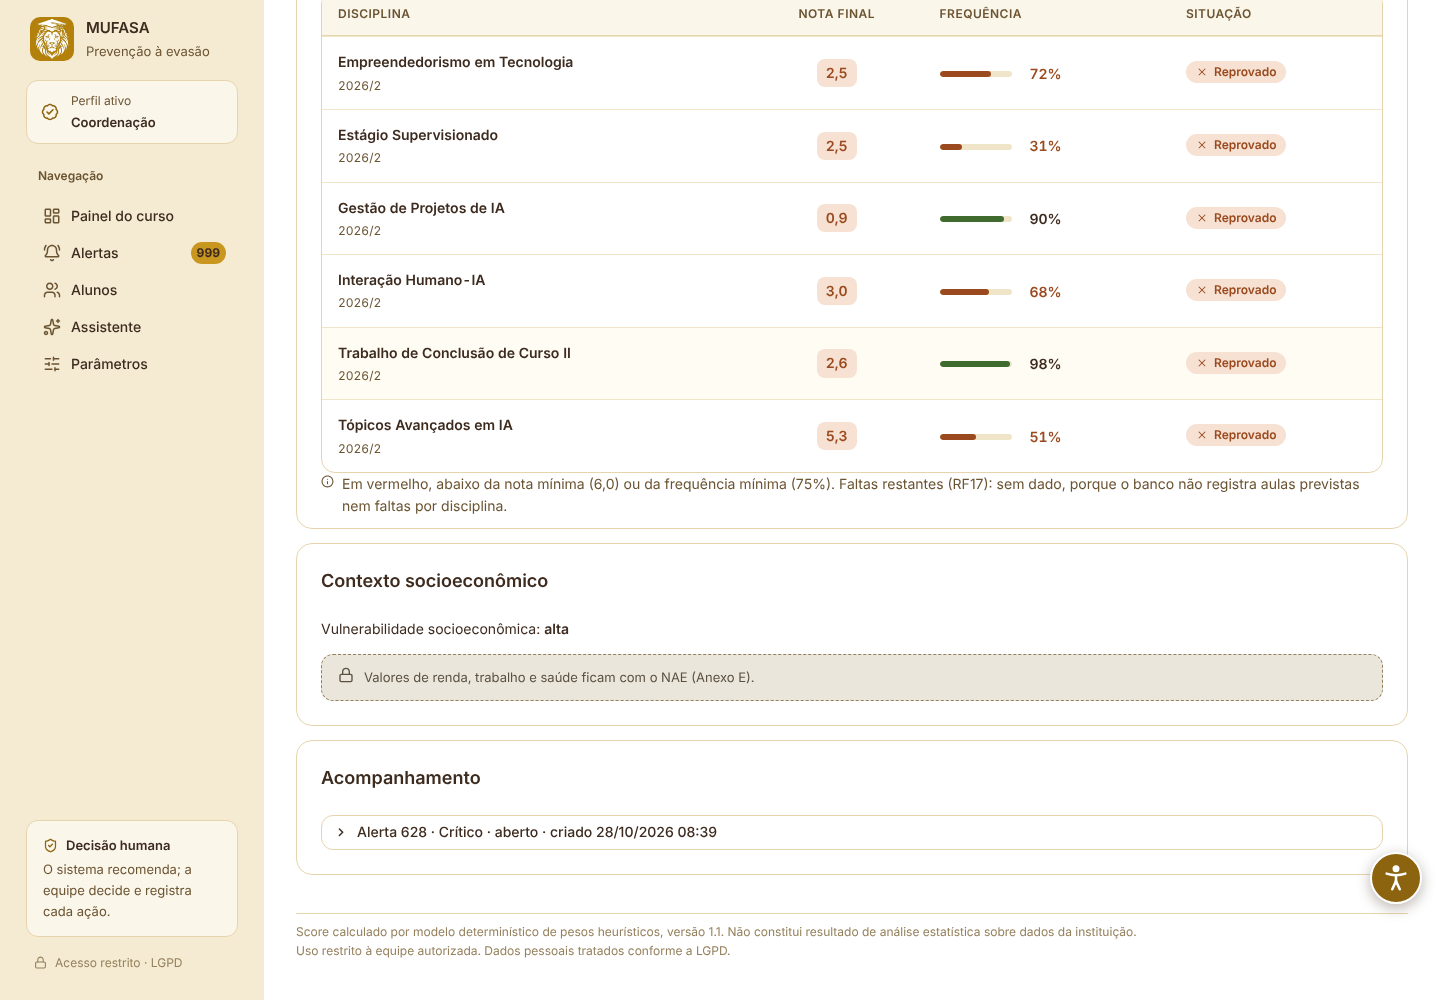 MUFASA
Prevenção à evasão
Perfil ativo
Coordenação
Navegação
Painel do curso
Alertas 999
Alunos
Assistente
Parâmetros
Decisão humana
O sistema recomenda; a
equipe decide e registra
cada ação.
Acesso restrito · LGPD
DISCIPLINA NOTA FINAL FREQUÊNCIA SITUAÇÃO
Empreendedorismo em Tecnologia
2026/2
2,5 72% Reprovado
Estágio Supervisionado
2026/2
2,5 31% Reprovado
Gestão de Projetos de IA
2026/2
0,9 90% Reprovado
Interação Humano-IA
2026/2
3,0 68% Reprovado
Trabalho de Conclusão de Curso II
2026/2
2,6 98% Reprovado
Tópicos Avançados em IA
2026/2
5,3 51% Reprovado
Em vermelho, abaixo da nota mínima (6,0) ou da frequência mínima (75%). Faltas restantes (RF17): sem dado, porque o banco não registra aulas previstas
nem faltas por disciplina.
Contexto socioeconômico
Vulnerabilidade socioeconômica: alta
Valores de renda, trabalho e saúde ficam com o NAE (Anexo E).
Acompanhamento
Alerta 628 · Crítico · aberto · criado 28/10/2026 08:39
Score calculado por modelo determinístico de pesos heurísticos, versão 1.1. Não constitui resultado de análise estatística sobre dados da instituição.
Uso restrito à equipe autorizada. Dados pessoais tratados conforme a LGPD.